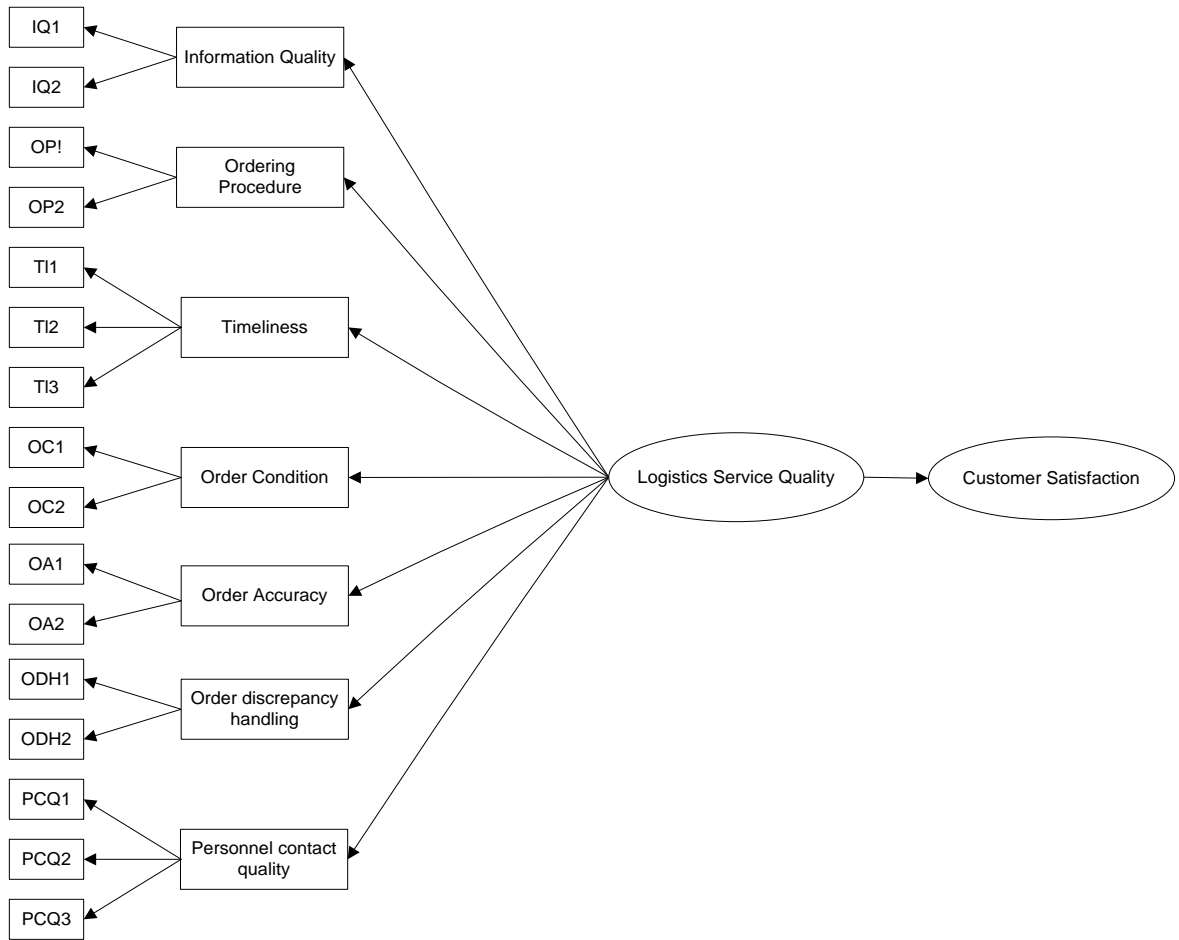 IQ1
IQ2
Information Quality
OP!
OP2
Ordering
Procedure
TI1
TI2
TI3
Timeliness
OC1
OC2
Order Condition
OA1
OA2
Order Accuracy
ODH1
ODH2
Order discrepancy
handling
PCQ1
PCQ2
PCQ3
Personnel contact
quality
Logistics Service Quality
Customer Satisfaction